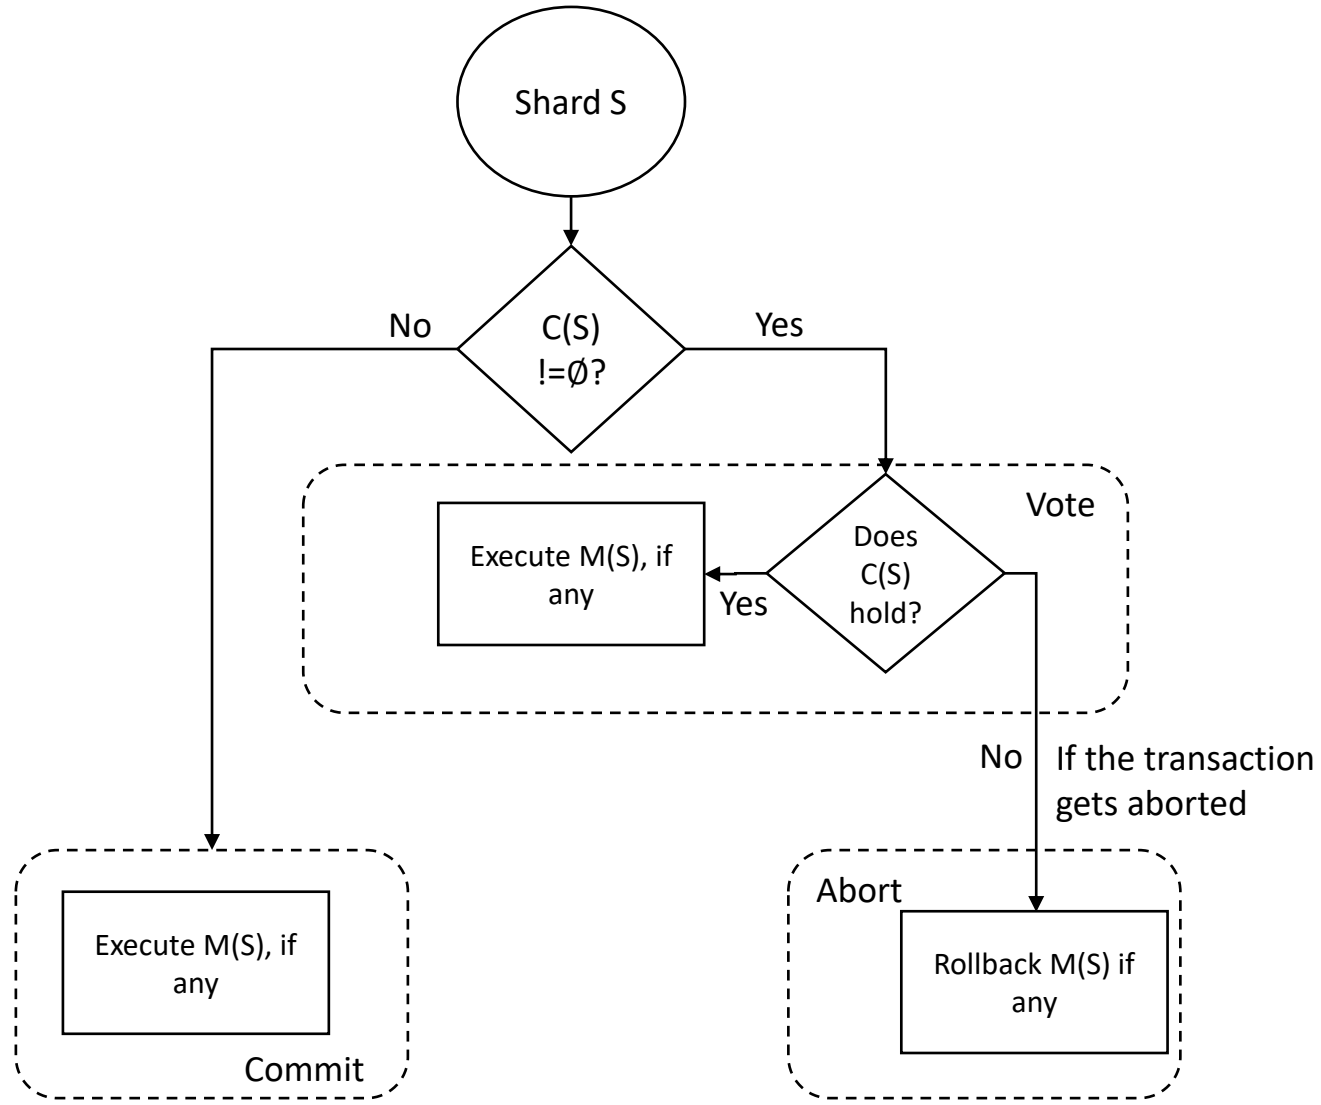 Shard S
C(S)
!=Ø?
No
Yes
Vote
Does
C(S)
hold?
Yes
Execute M(S), if
any
No
If the transaction
gets aborted
Execute M(S), if
any
Commit
Abort
Rollback M(S) if
any